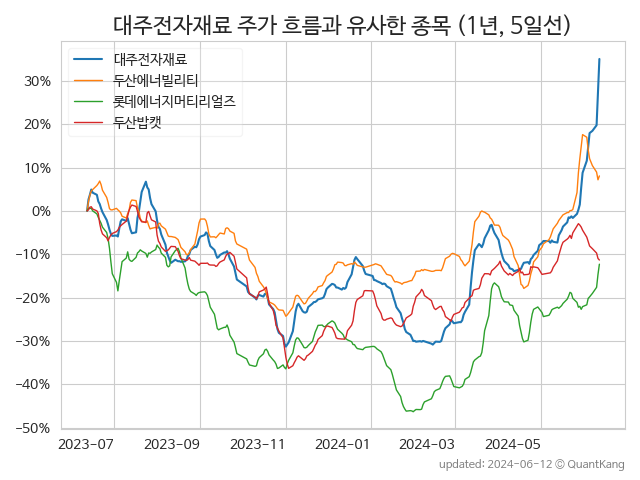 대주전자재료 주가 흐름과 유사한 종목 (1년, 5일선)
대주전자재료
두산에너빌리티
롯데에너지머티리얼즈
두산밥캣
30%
20%
10%
0%
−10%
−20%
−30%
−40%
−50%
2023−07 2023−09 2023−11 2024−01 2024−03 2024−05
updated: 2024−06−12 © QuantKang